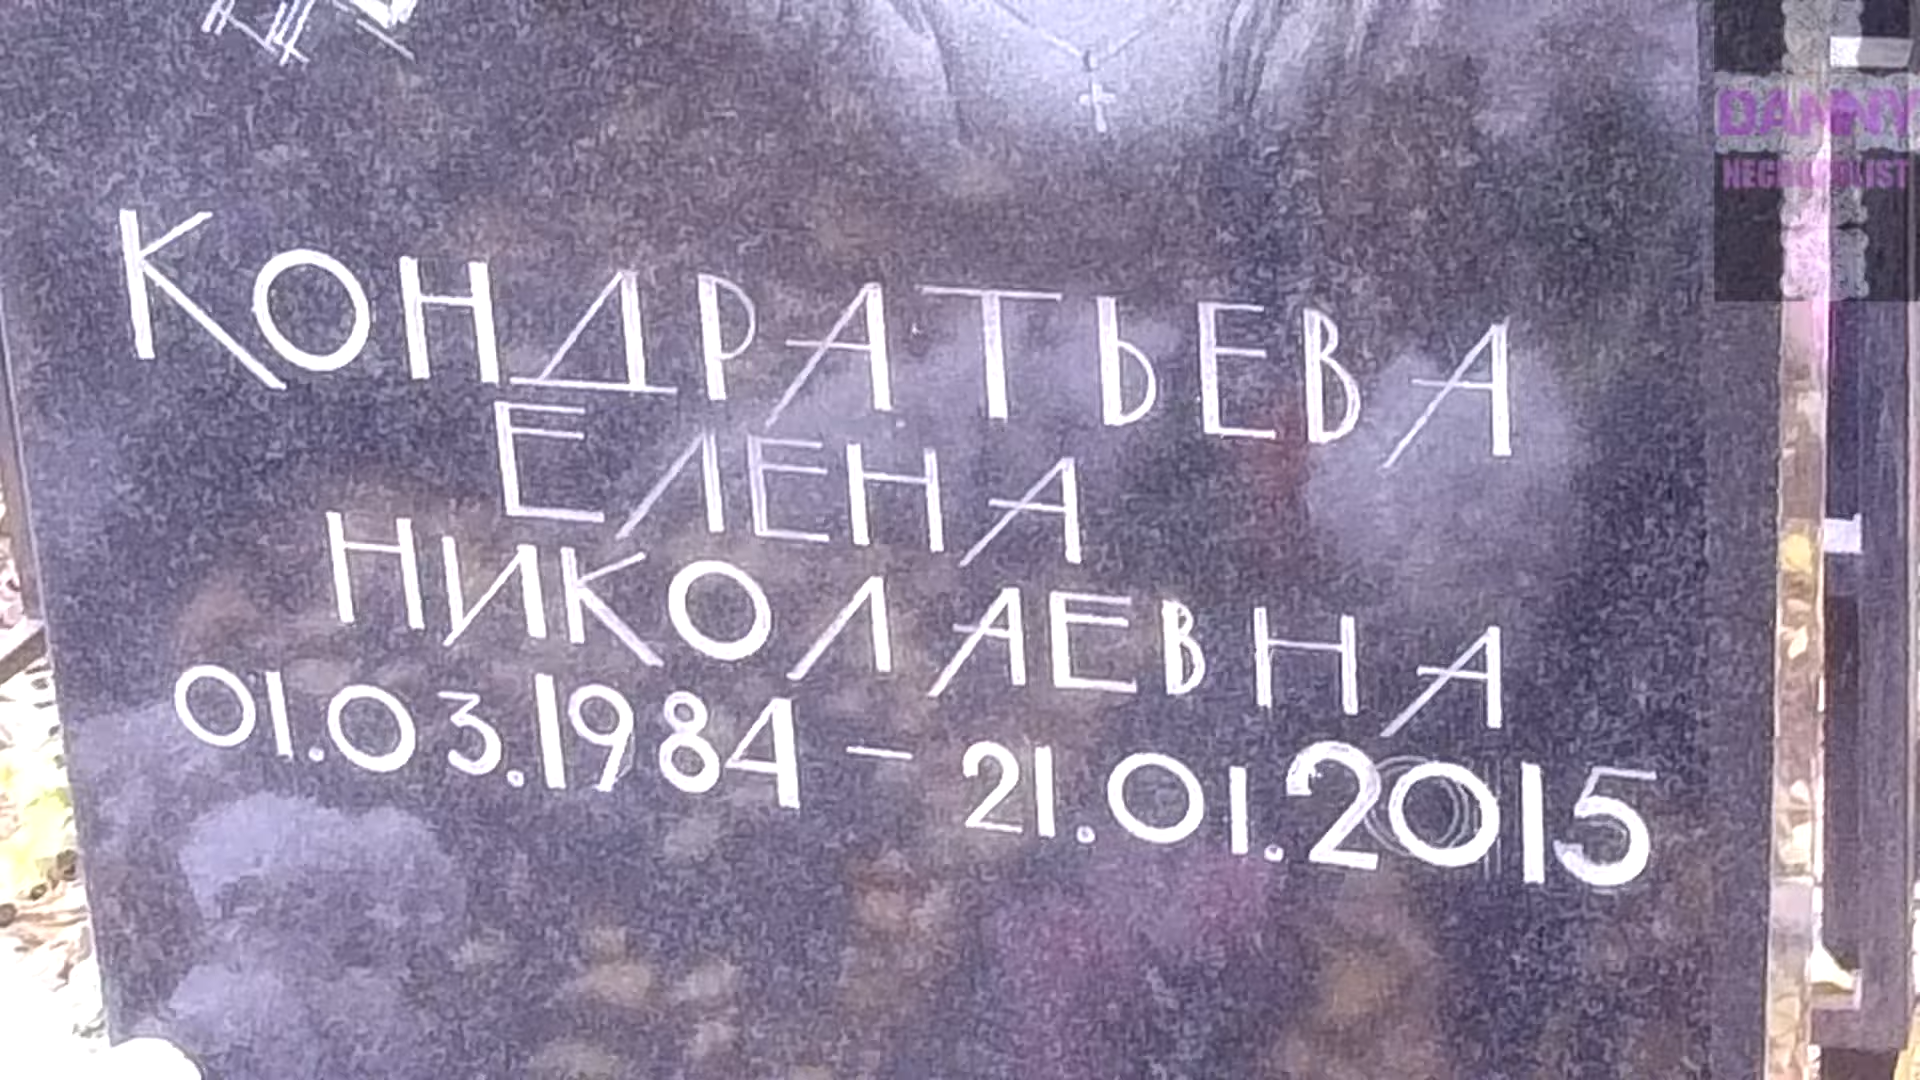 DANNY
NECROPOLIST
КОНДРАТЬЕВА
ЕЛЕНА
НИКОЛАЕВНА
01.03.1984 – 21.01.2015